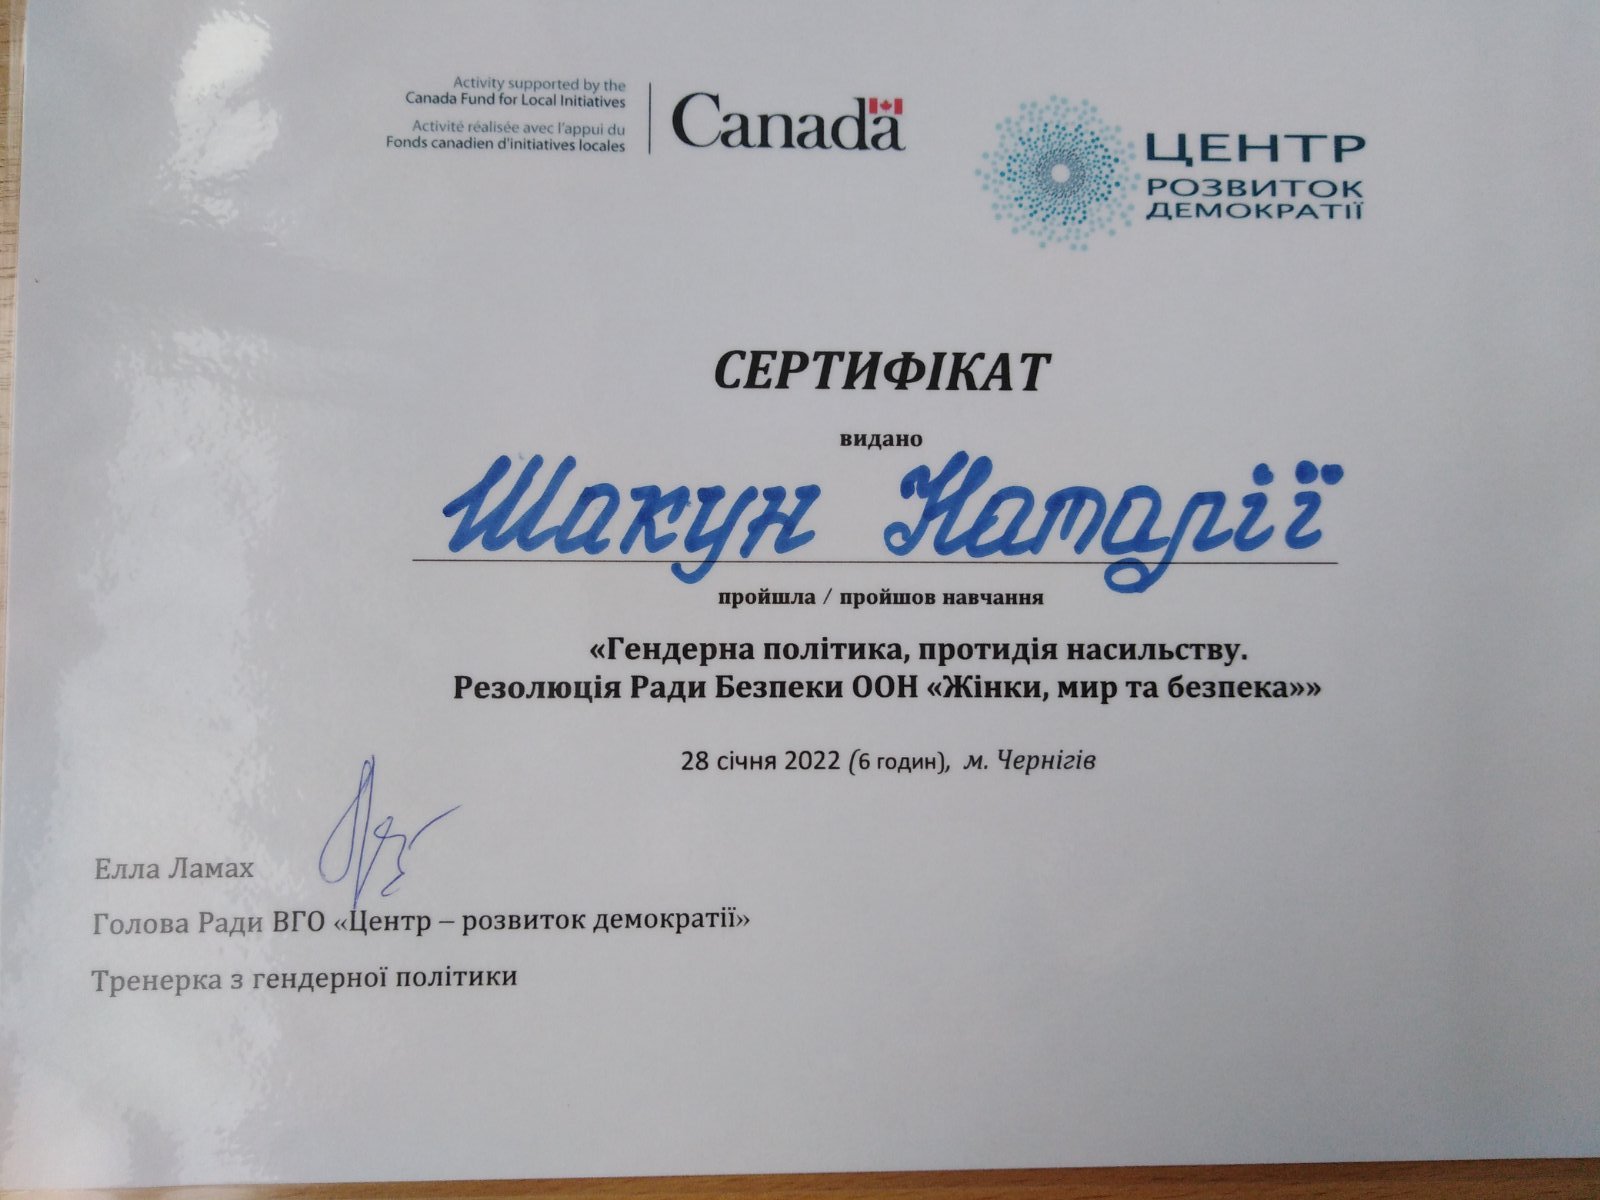 Activity supported by the
Canada Fund for Local Initiatives
Activité réalisée avec l'appui du
Fonds canadien d'initiatives locales
Canada
ЦЕНТР
РОЗВИТОК
ДЕМОКРАТІЇ
СЕРТИФІКАТ
видано
Шакун Наталії
пройшла / пройшов навчання
«Гендерна політика, протидія насильству.
Резолюція Ради Безпеки ООН «Жінки, мир та безпека»»
28 січня 2022 (6 годин), м. Чернігів
Елла Ламах
Голова Ради ВГО «Центр – розвиток демократії»
Тренерка з гендерної політики